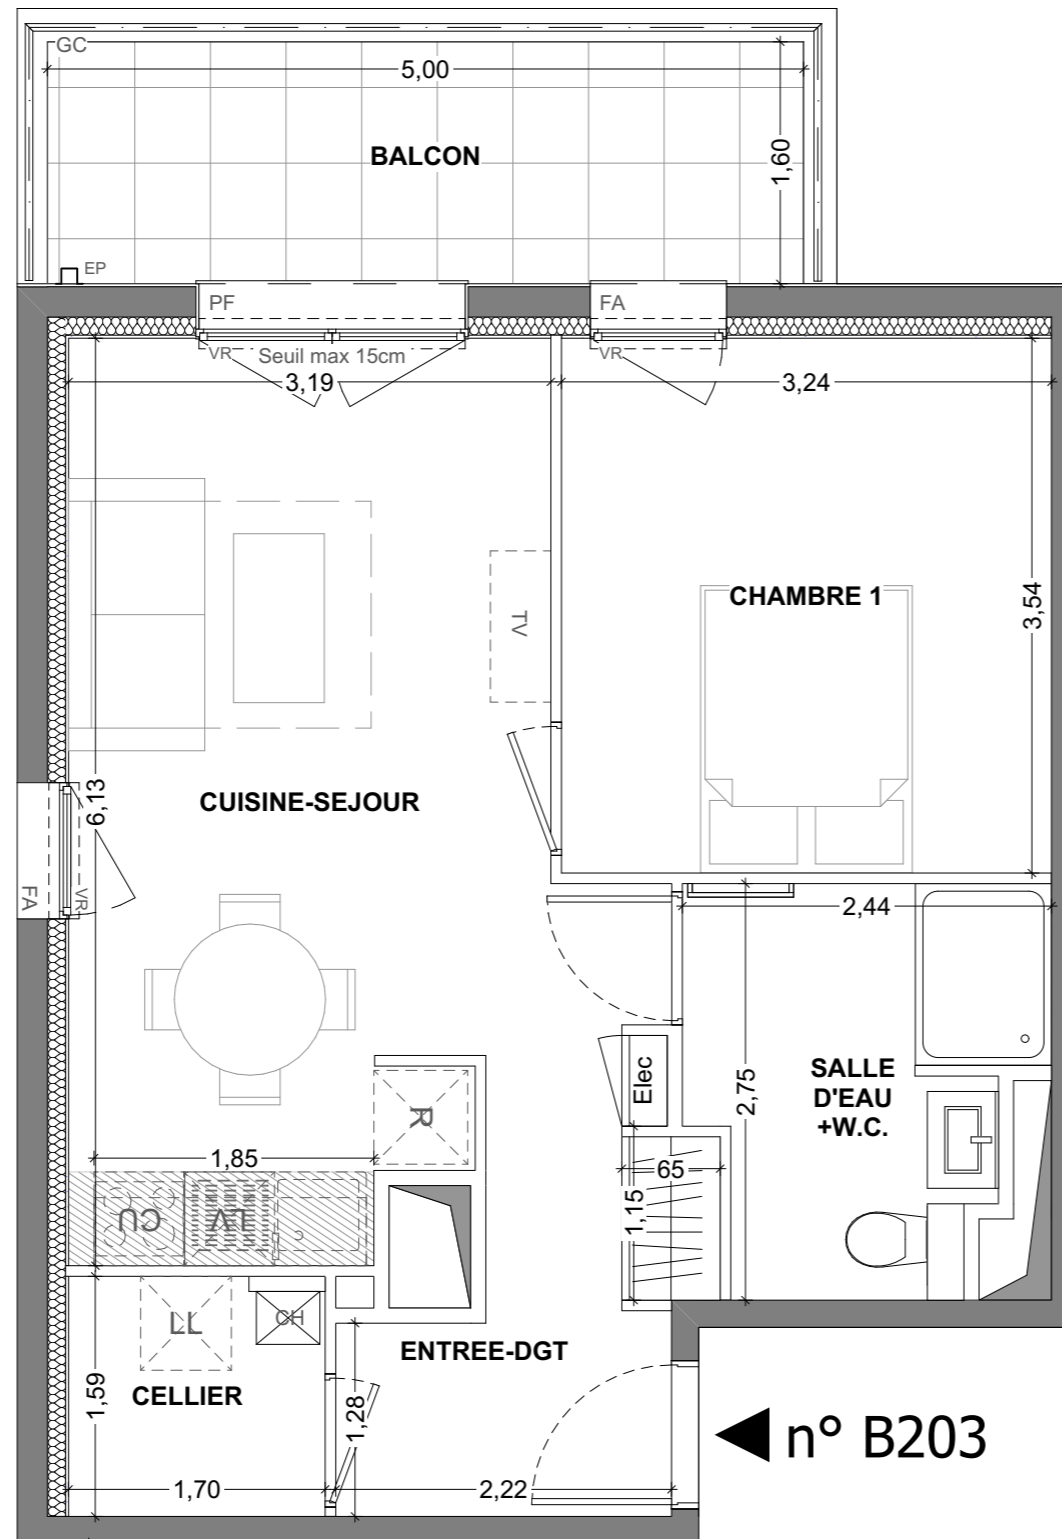 GC
5,00
BALCON
1,60
EP
PF
FA
VR
Seuil max 15cm
VR
3,19
3,24
CHAMBRE 1
3,54
TV
6,13
CUISINE-SEJOUR
FA
VR
2,44
Elec
2,75
SALLE
D'EAU
+W.C.
R
1,85
65
1,15
CU
LV
LL
CH
ENTREE-DGT
CELLIER
1,59
1,28
n° B203
1,70
2,22